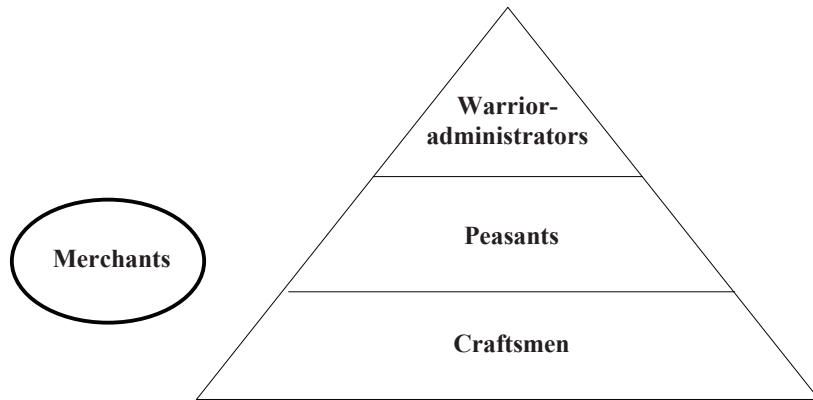 Warrior-
administrators
Peasants
Merchants
Craftsmen